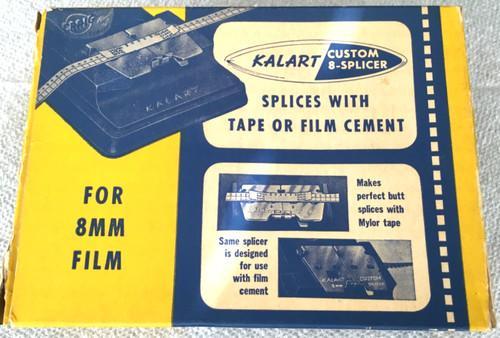 KALART
CUSTOM
8-SPLICER
KALART
SPLICES WITH
TAPE OR FILM CEMENT
FOR
8MM
FILM
Makes
perfect butt
splices with
Mylor tape
Same splicer
is designed
for use
with film
cement
KALART CUSTOM
8mm